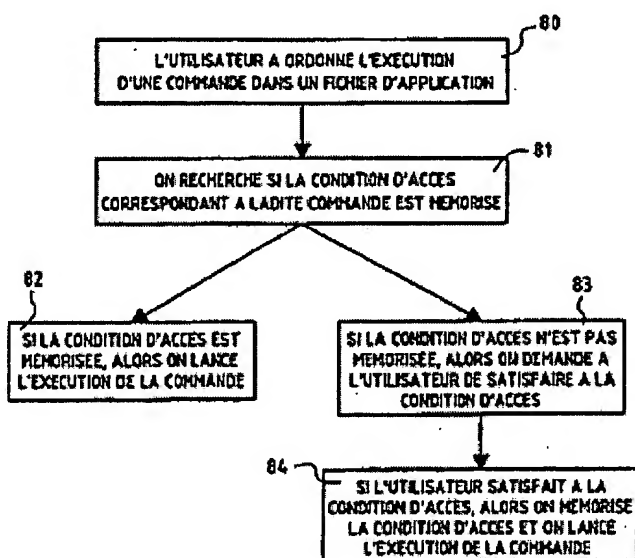 80
L'UTILISATEUR A ORDONNE L'EXECUTION
D'UNE COMMANDE DANS UN FICHIER D'APPLICATION
81
ON RECHERCHE SI LA CONDITION D'ACCES
CORRESPONDANT A LADITE COMMANDE EST MEMORISE
82
SI LA CONDITION D'ACCES EST
MEMORISEE, ALORS ON LANCE
L'EXECUTION DE LA COMMANDE
83
SI LA CONDITION D'ACCES N'EST PAS
MEMORISEE, ALORS ON DEMANDE A
L'UTILISATEUR DE SATISFAIRE A LA
CONDITION D'ACCES
84
SI L'UTILISATEUR SATISFAIT A LA
CONDITION D'ACCES, ALORS ON MEMORISE
LA CONDITION D'ACCES ET ON LANCE
L'EXECUTION DE LA COMMANDE